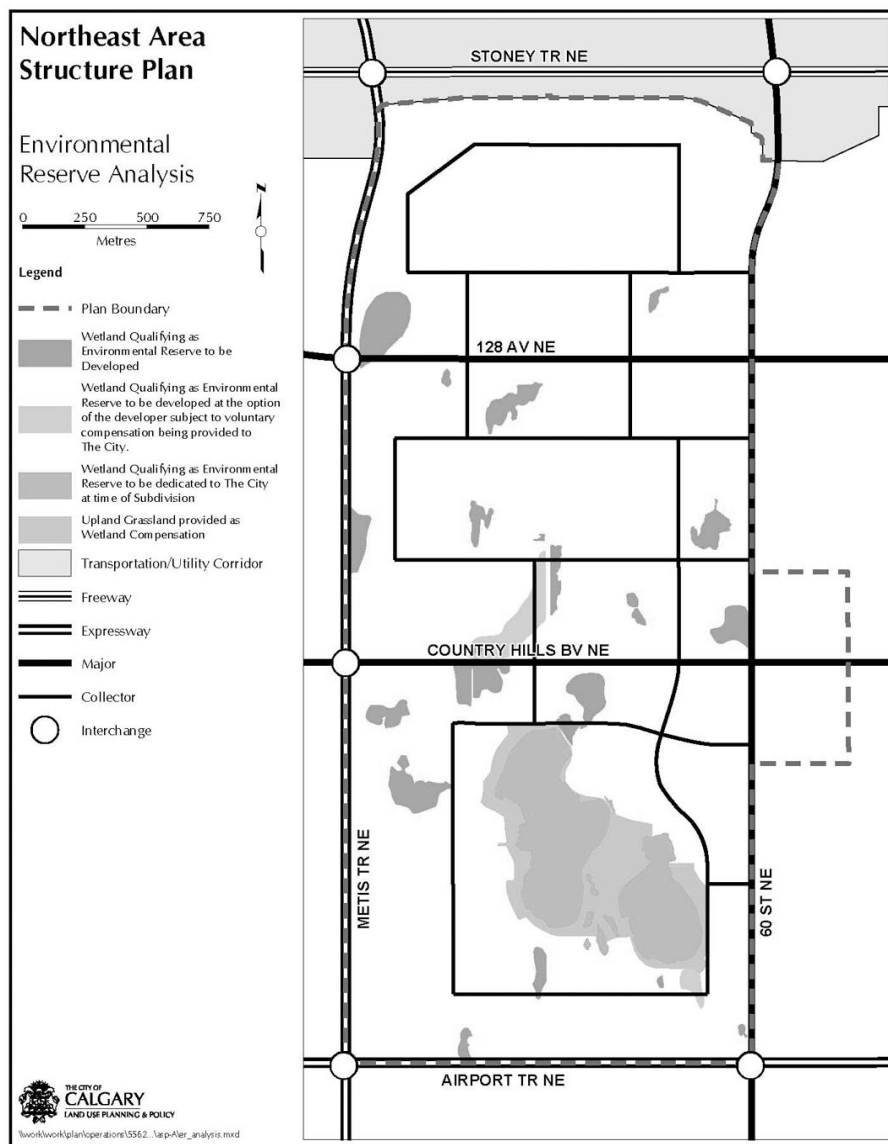 Northeast Area
Structure Plan
Environmental
Reserve Analysis
N
0 250 500 750
Metres
Legend
Plan Boundary
Wetland Qualifying as
Environmental Reserve to be
Developed
Wetland Qualifying as Environmental
Reserve to be developed at the option
of the developer subject to voluntary
compensation being provided to
The City.
Wetland Qualifying as Environmental
Reserve to be dedicated to The City
at time of Subdivision
Upland Grassland provided as
Wetland Compensation
Transportation/Utility Corridor
Freeway
Expressway
Major
Collector
Interchange
THE CITY OF
CALGARY
LAND USE PLANNING & POLICY
STONEY TR NE
128 AV NE
COUNTRY HILLS BV NE
METIS TR NE
60 ST NE
AIRPORT TR NE